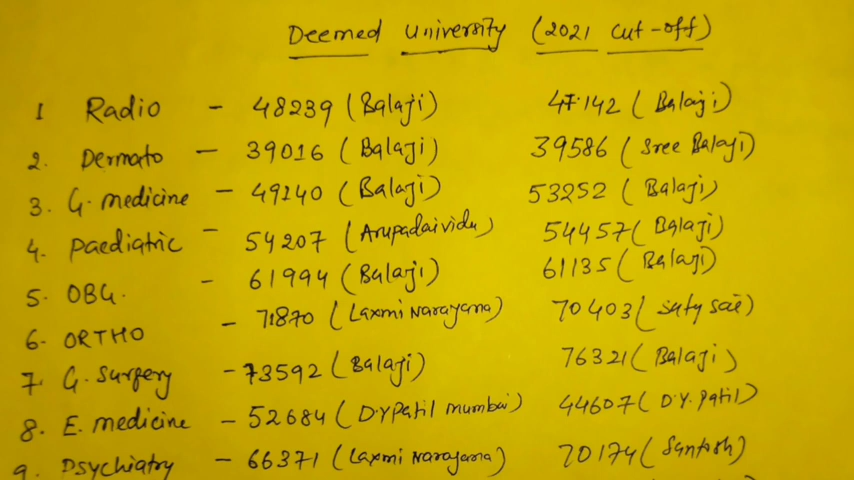 Deemed University (2021 Cut-off)
1 Radio - 48239 (Balaji) 47142 (Balaji)
2. Dermato - 39016 (Balaji) 39586 (Sree Balaji)
3. G. medicine - 49240 (Balaji) 53252 (Balaji)
4. Paediatric - 54207 (Arupadaividu) 54457 (Balaji)
5. OBG. - 61994 (Balaji) 61135 (Balaji)
6. ORTHO - 71870 (Laxmi Narayana) 70403 (Saty Sai)
7. G. Surgery - 73592 (Balaji) 76321 (Balaji)
8. E. medicine - 52684 (D.Y Patil mumbai) 44607 (D.Y. Patil)
9. Psychiatry - 66371 (Laxmi Narayana) 70174 (Santosh)